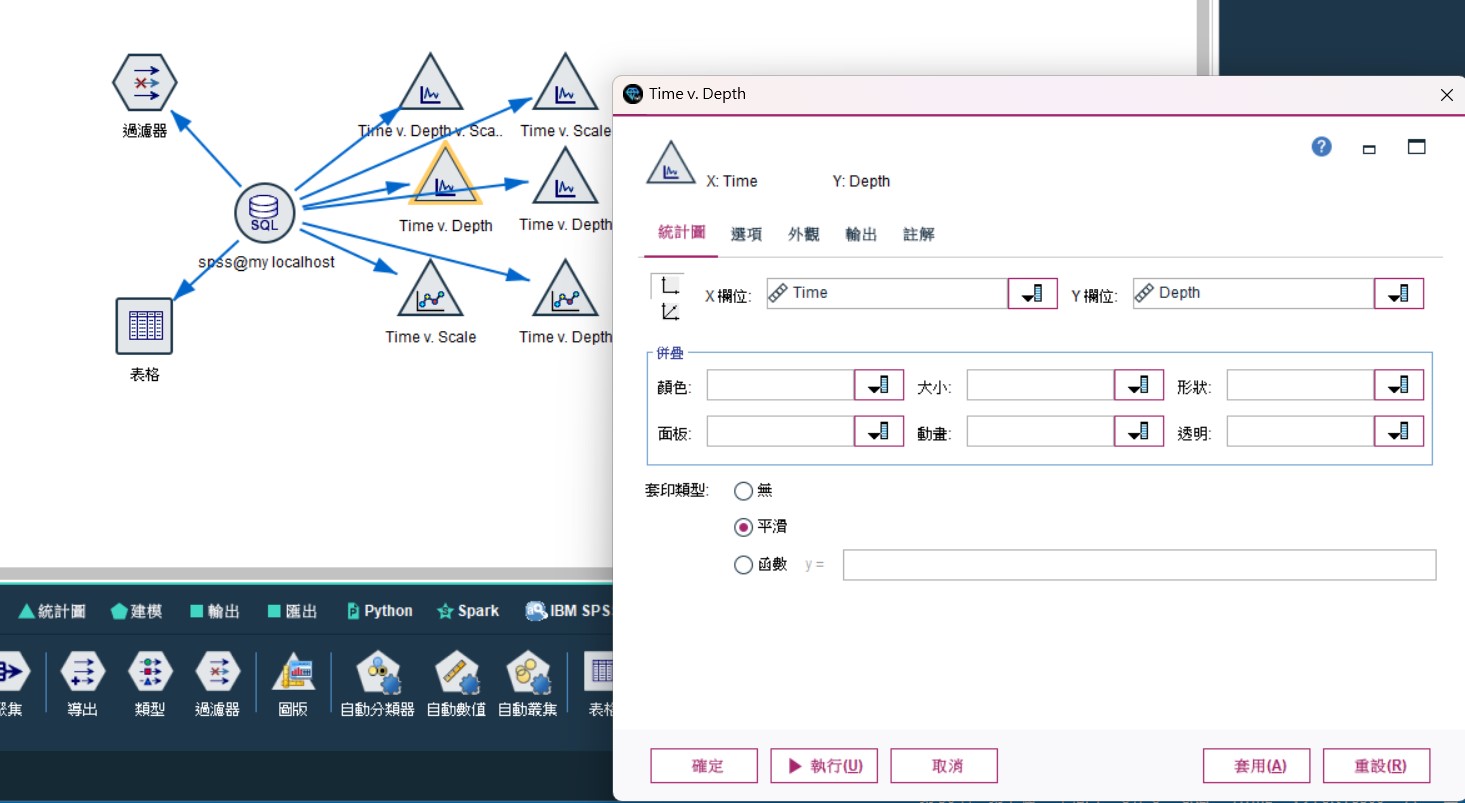 過濾器
Time v. Depth v. Sca..
Time v. Scale
Time v. Depth
Time v. Depth
SQL
spss@my localhost
Time v. Scale
Time v. Depth
表格
Time v. Depth
X: Time
Y: Depth
統計圖
選項
外觀
輸出
註解
X 欄位:
Time
Y 欄位:
Depth
併疊
顏色:
大小:
形狀:
面板:
動畫:
透明:
套印類型:
無
平滑
函數
y =
確定
執行(U)
取消
套用(A)
重設(R)
統計圖
建模
輸出
匯出
Python
Spark
IBM SPS
導出
類型
過濾器
圖版
自動分類器
自動數值
自動叢集